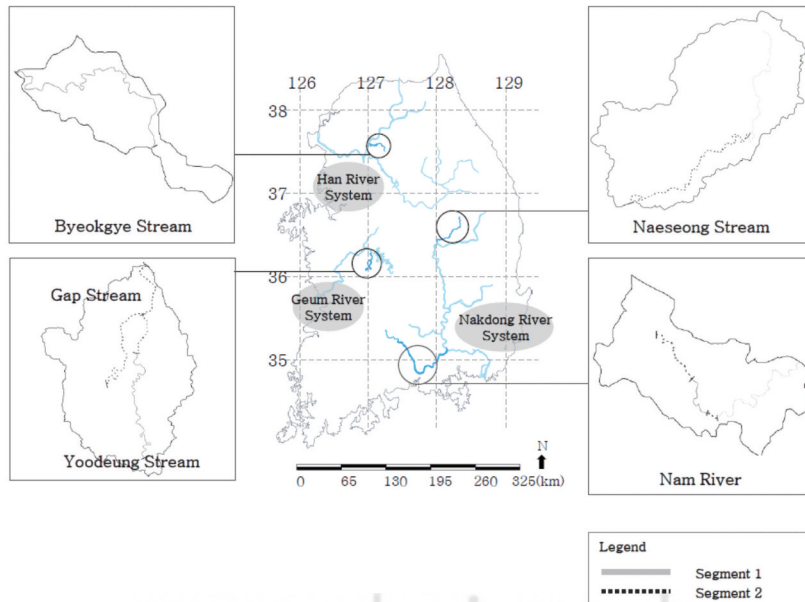 Byeokgye Stream
Gap Stream
Yoodeung Stream
126 127 128 129
38
37
36
35
Han River
System
Geum River
System
Nakdong River
System
N
0 65 130 195 260 325(km)
Naeseong Stream
Nam River
Legend
Segment 1
Segment 2